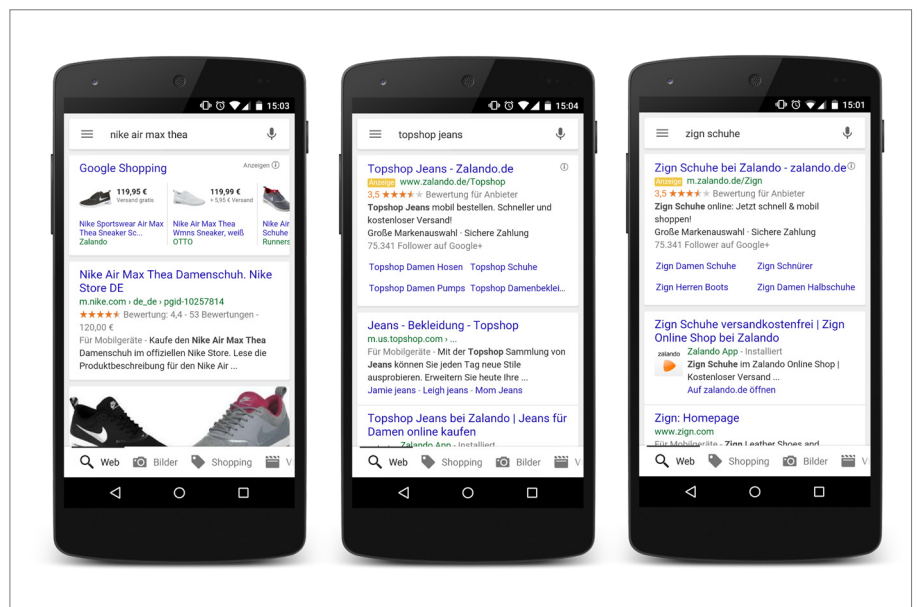 15:03
nike air max thea
Google Shopping
Anzeigen
119,95 €
Versand gratis
119,99 €
+ 5,95 € Versand
Nike Sportswear Air Max
Thea Sneaker Sc...
Zalando
Nike Air Max Thea
Wmns Sneaker, weiß
OTTO
Nike Air
Schuhe
Runners
Nike Air Max Thea Damenschuh. Nike
Store DE
m.nike.com › de_de › pgid-10257814
Bewertung: 4,4 - 53 Bewertungen -
120,00 €
Für Mobilgeräte - Kaufe den Nike Air Max Thea
Damenschuh im offiziellen Nike Store. Lese die
Produktbeschreibung für den Nike Air ...
Web Bilder Shopping V
15:04
topshop jeans
Topshop Jeans - Zalando.de
Anzeige www.zalando.de/Topshop
3,5 Bewertung für Anbieter
Topshop Jeans mobil bestellen. Schneller und
kostenloser Versand!
Große Markenauswahl · Sichere Zahlung
75.341 Follower auf Google+
Topshop Damen Hosen Topshop Schuhe
Topshop Damen Pumps Topshop Damenbeklei...
Jeans - Bekleidung - Topshop
m.us.topshop.com › ...
Für Mobilgeräte - Mit der Topshop Sammlung von
Jeans können Sie jeden Tag neue Stile
ausprobieren. Erweitern Sie heute Ihre ...
Jamie jeans - Leigh jeans - Mom Jeans
Topshop Jeans bei Zalando | Jeans für
Damen online kaufen
Zalando App - Installiert
Web Shopping Bilder V
15:01
zign schuhe
Zign Schuhe bei Zalando - zalando.de
Anzeige m.zalando.de/Zign
3,5 Bewertung für Anbieter
Zign Schuhe online: Jetzt schnell & mobil
shoppen!
Große Markenauswahl · Sichere Zahlung
75.341 Follower auf Google+
Zign Damen Schuhe Zign Schnürer
Zign Herren Boots Zign Damen Halbschuhe
Zign Schuhe versandkostenfrei | Zign
Online Shop bei Zalando
zalando
Zalando App - Installiert
Zign Schuhe im Zalando Online Shop |
Kostenloser Versand ...
Auf zalando.de öffnen
Zign: Homepage
www.zign.com
Für Mobilgeräte - Zign Leather Shoes and
Web Shopping Bilder V